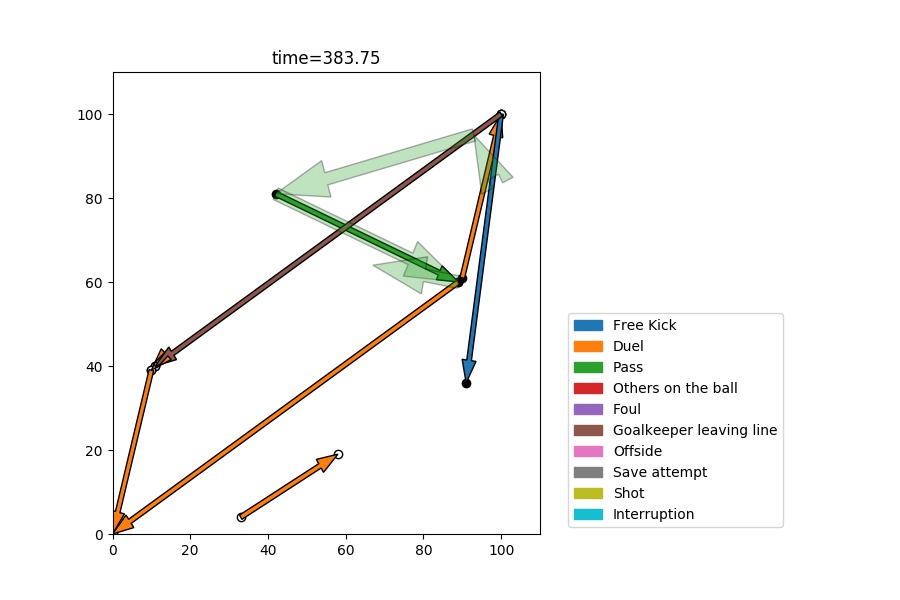 time=383.75
100
80
60
40
20
0
0 20 40 60 80 100
Free Kick
Duel
Pass
Others on the ball
Foul
Goalkeeper leaving line
Offside
Save attempt
Shot
Interruption